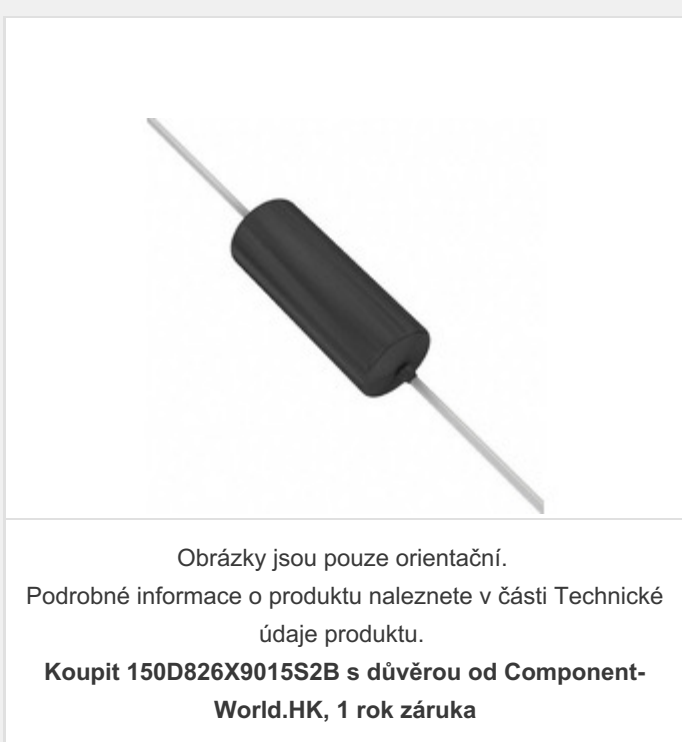 Obrázky jsou pouze orientační.
Podrobné informace o produktu naleznete v části Technické
údaje produktu.
Koupit 150D826X9015S2B s důvěrou od Component-
World.HK, 1 rok záruka